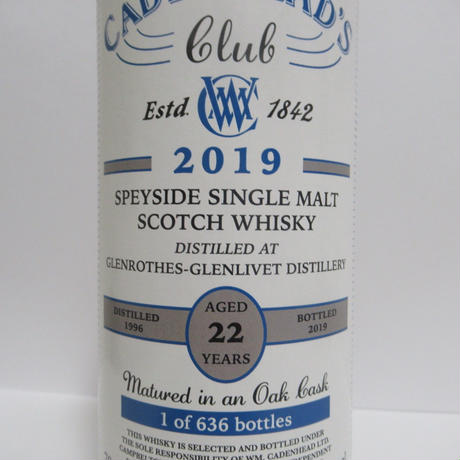 CADENHEAD'S
Club
Estd. 1842
2019
SPEYSIDE SINGLE MALT
SCOTCH WHISKY
DISTILLED AT
GLENROTHES-GLENLIVET DISTILLERY
DISTILLED
1996
AGED
22
YEARS
BOTTLED
2019
Matured in an Oak Cask
1 of 636 bottles
THIS WHISKY IS SELECTED AND BOTTLED UNDER
THE SOLE RESPONSIBILITY OF WM. CADENHEAD LTD.